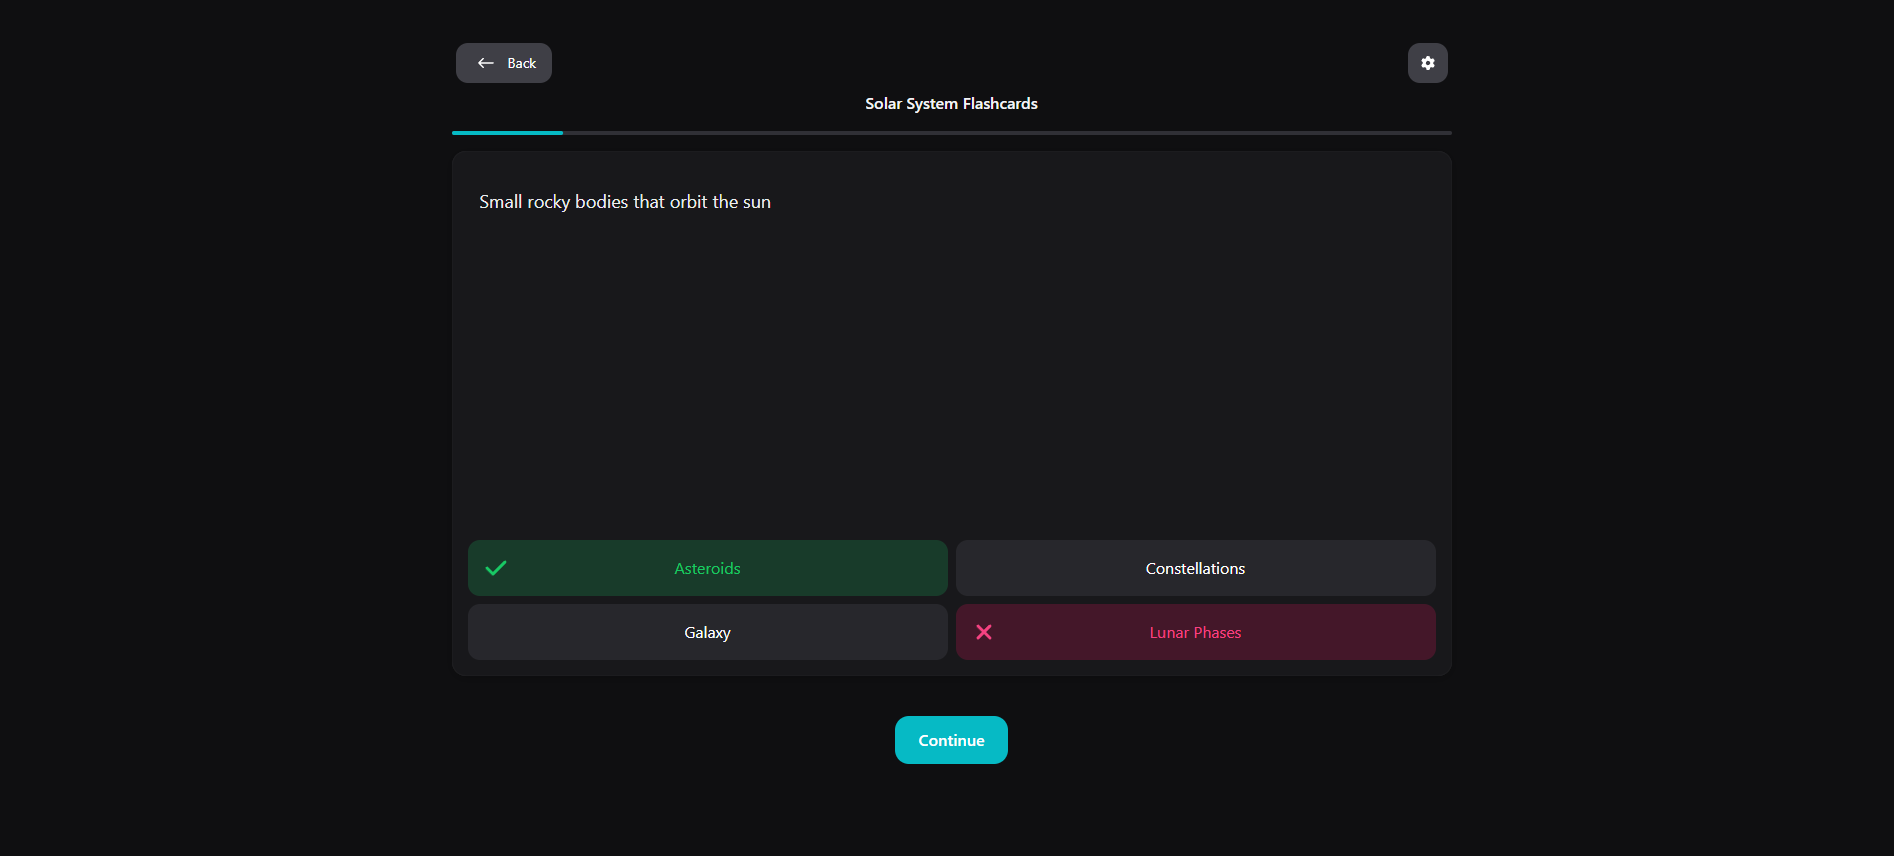 Back
Solar System Flashcards
Small rocky bodies that orbit the sun
Asteroids
Constellations
Galaxy
Lunar Phases
Continue